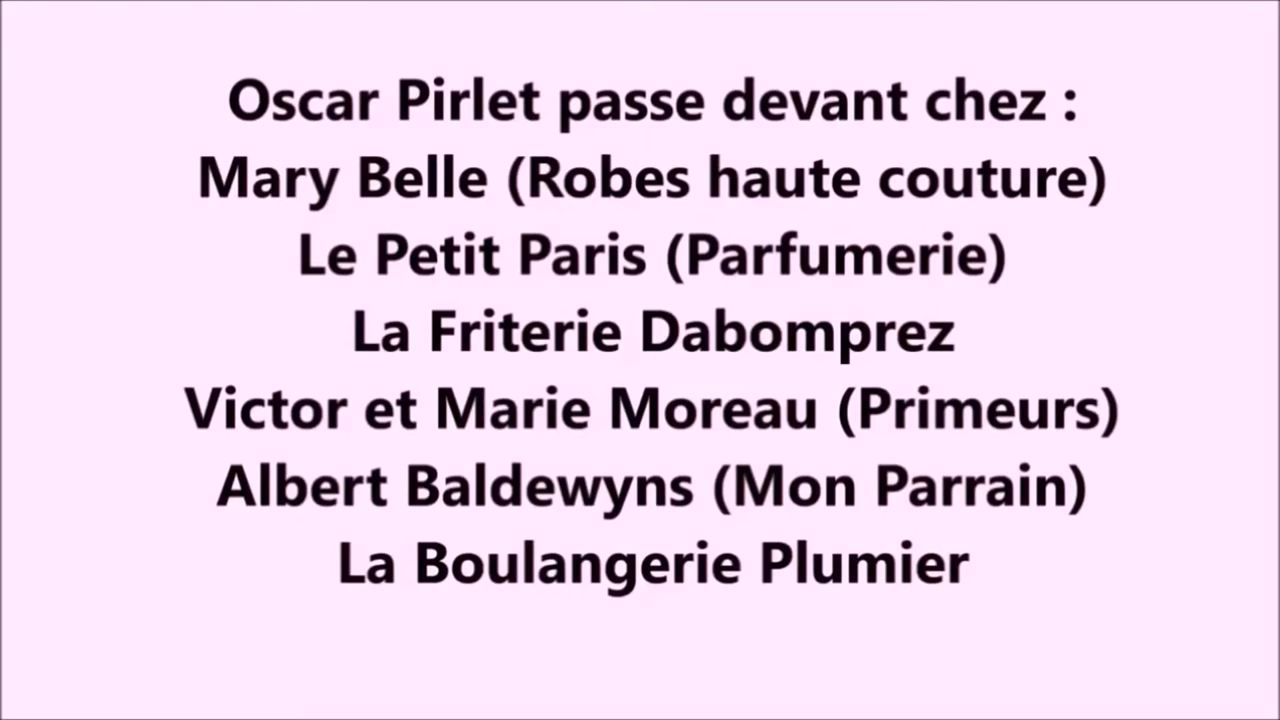 Oscar Pirlet passe devant chez :
Mary Belle (Robes haute couture)
Le Petit Paris (Parfumerie)
La Friterie Dabomprez
Victor et Marie Moreau (Primeurs)
Albert Baldewyns (Mon Parrain)
La Boulangerie Plumier